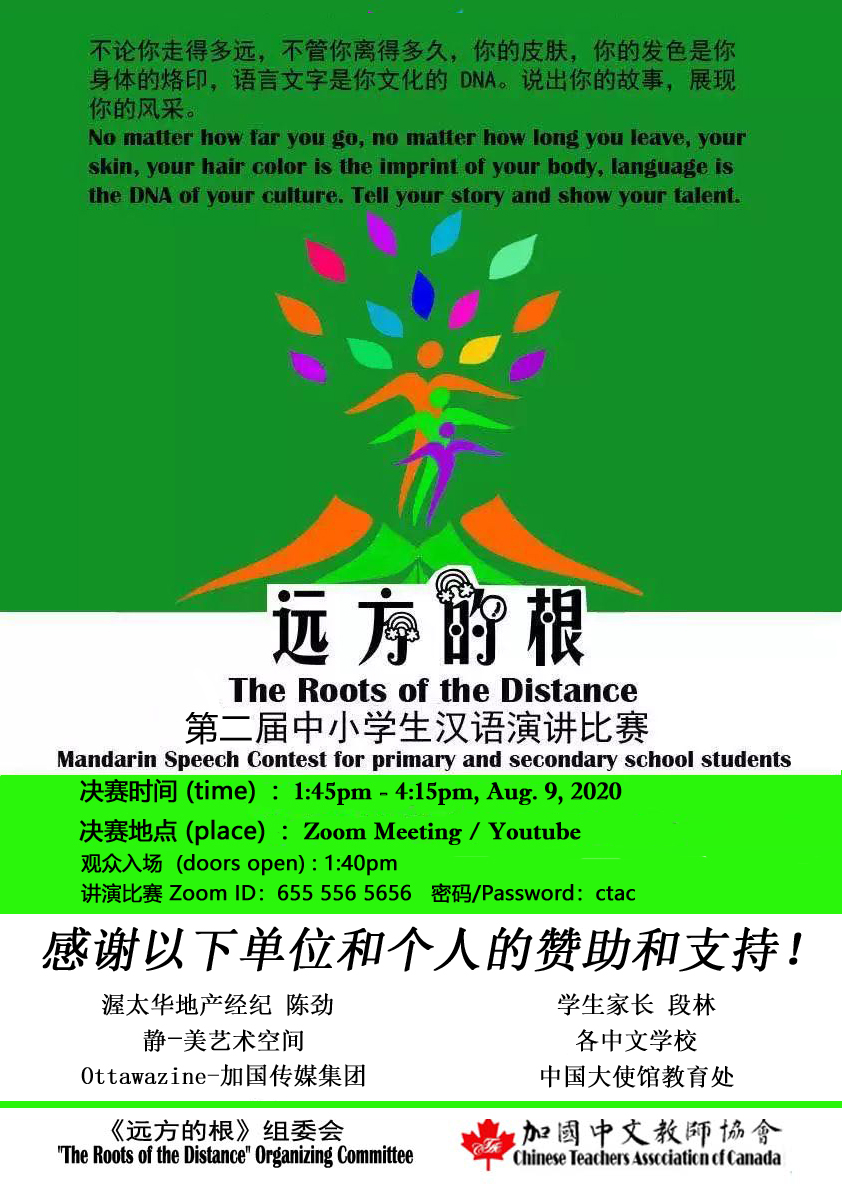 不论你走得多远，不管你离得多久，你的皮肤，你的发色是你
身体的烙印，语言文字是你文化的 DNA。说出你的故事，展现
你的风采。
No matter how far you go, no matter how long you leave, your
skin, your hair color is the imprint of your body, language is
the DNA of your culture. Tell your story and show your talent.
远方的根
The Roots of the Distance
第二届中小学生汉语演讲比赛
Mandarin Speech Contest for primary and secondary school students
决赛时间 (time) ：1:45pm - 4:15pm, Aug. 9, 2020
决赛地点 (place) ：Zoom Meeting / Youtube
观众入场 (doors open) : 1:40pm
讲演比赛 Zoom ID：655 556 5656 密码/Password：ctac
感谢以下单位和个人的赞助和支持！
渥太华地产经纪 陈劲
学生家长 段林
静-美艺术空间
各中文学校
Ottawazine-加国传媒集团
中国大使馆教育处
《远方的根》组委会
"The Roots of the Distance" Organizing Committee
加國中文教師協會
Chinese Teachers Association of Canada